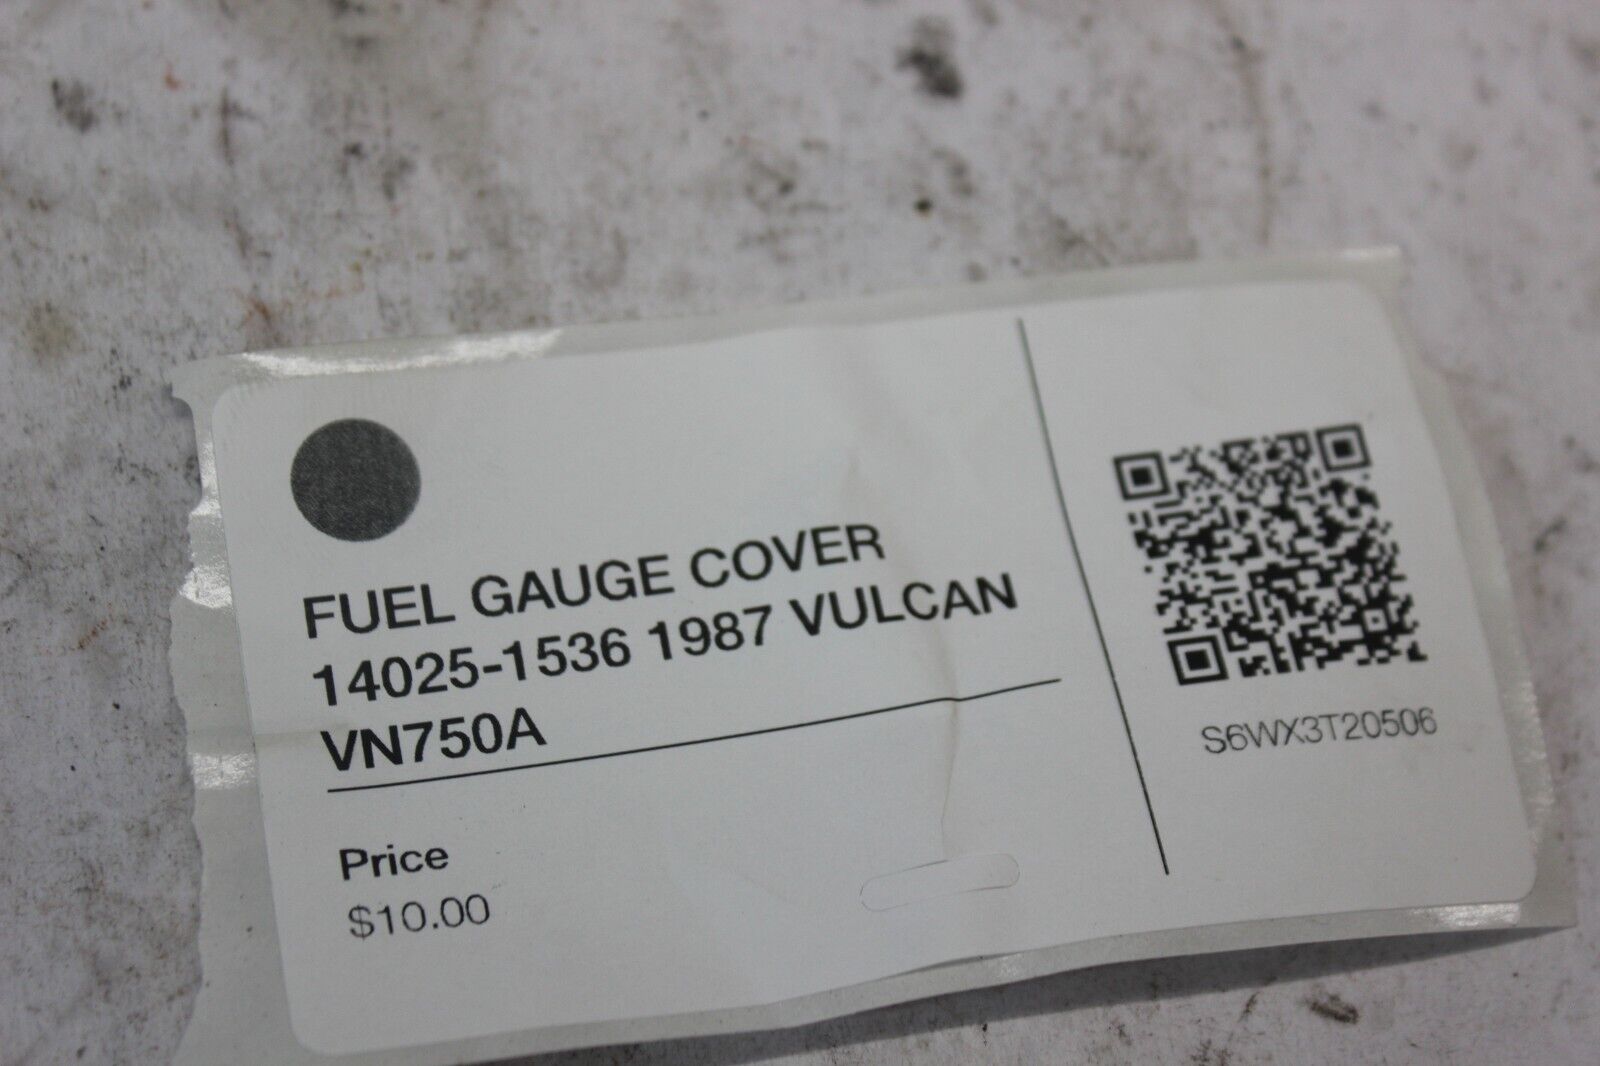 FUEL GAUGE COVER
14025-1536 1987 VULCAN
VN750A
Price
$10.00
S6WX3T20506